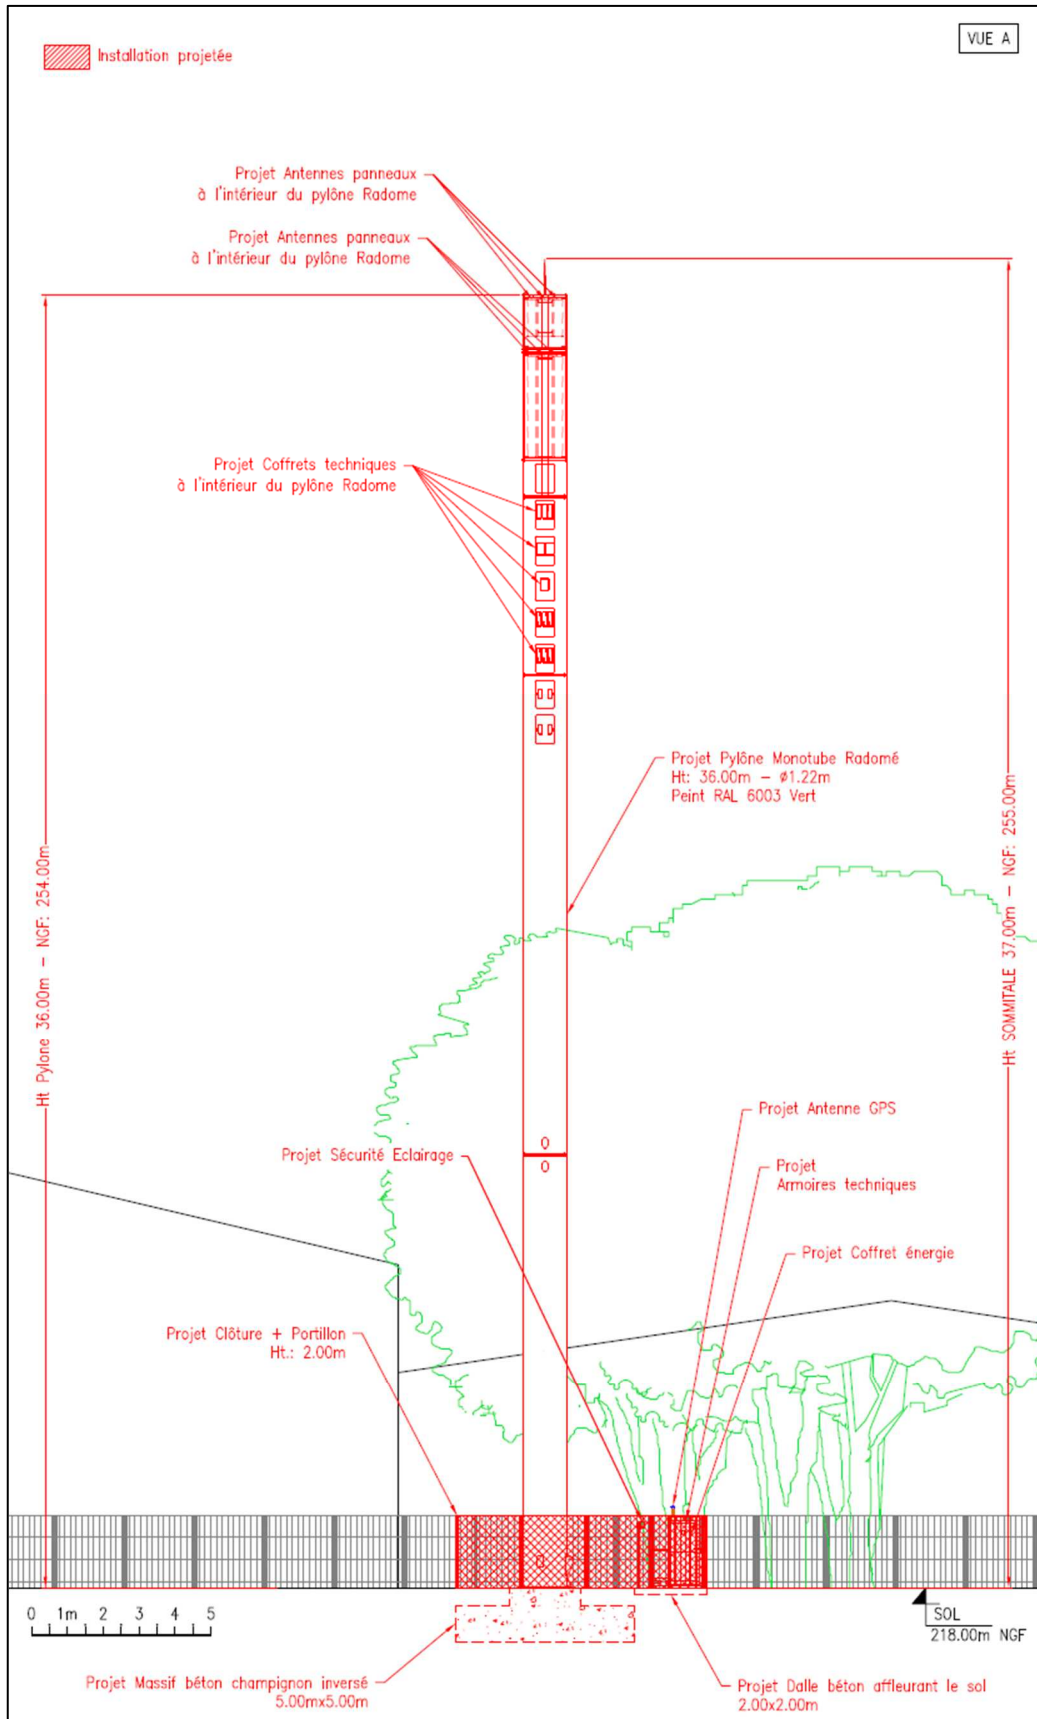 VUE A
Installation projetée
Projet Antennes panneaux
à l'intérieur du pylône Radome
Projet Antennes panneaux
à l'intérieur du pylône Radome
Projet Coffrets techniques
à l'intérieur du pylône Radome
Projet Pylône Monotube Radomé
Ht: 36.00m – ø1.22m
Peint RAL 6003 Vert
Ht Pylone 36.00m – NGF: 254.00m
Ht SOMMITALE 37.00m – NGF: 255.00m
Projet Antenne GPS
Projet Sécurité Eclairage
Projet
Armoires techniques
Projet Coffret énergie
Projet Clôture + Portillon
Ht.: 2.00m
0 1m 2 3 4 5
SOL
218.00m NGF
Projet Massif béton champignon inversé
5.00mx5.00m
Projet Dalle béton affleurant le sol
2.00x2.00m